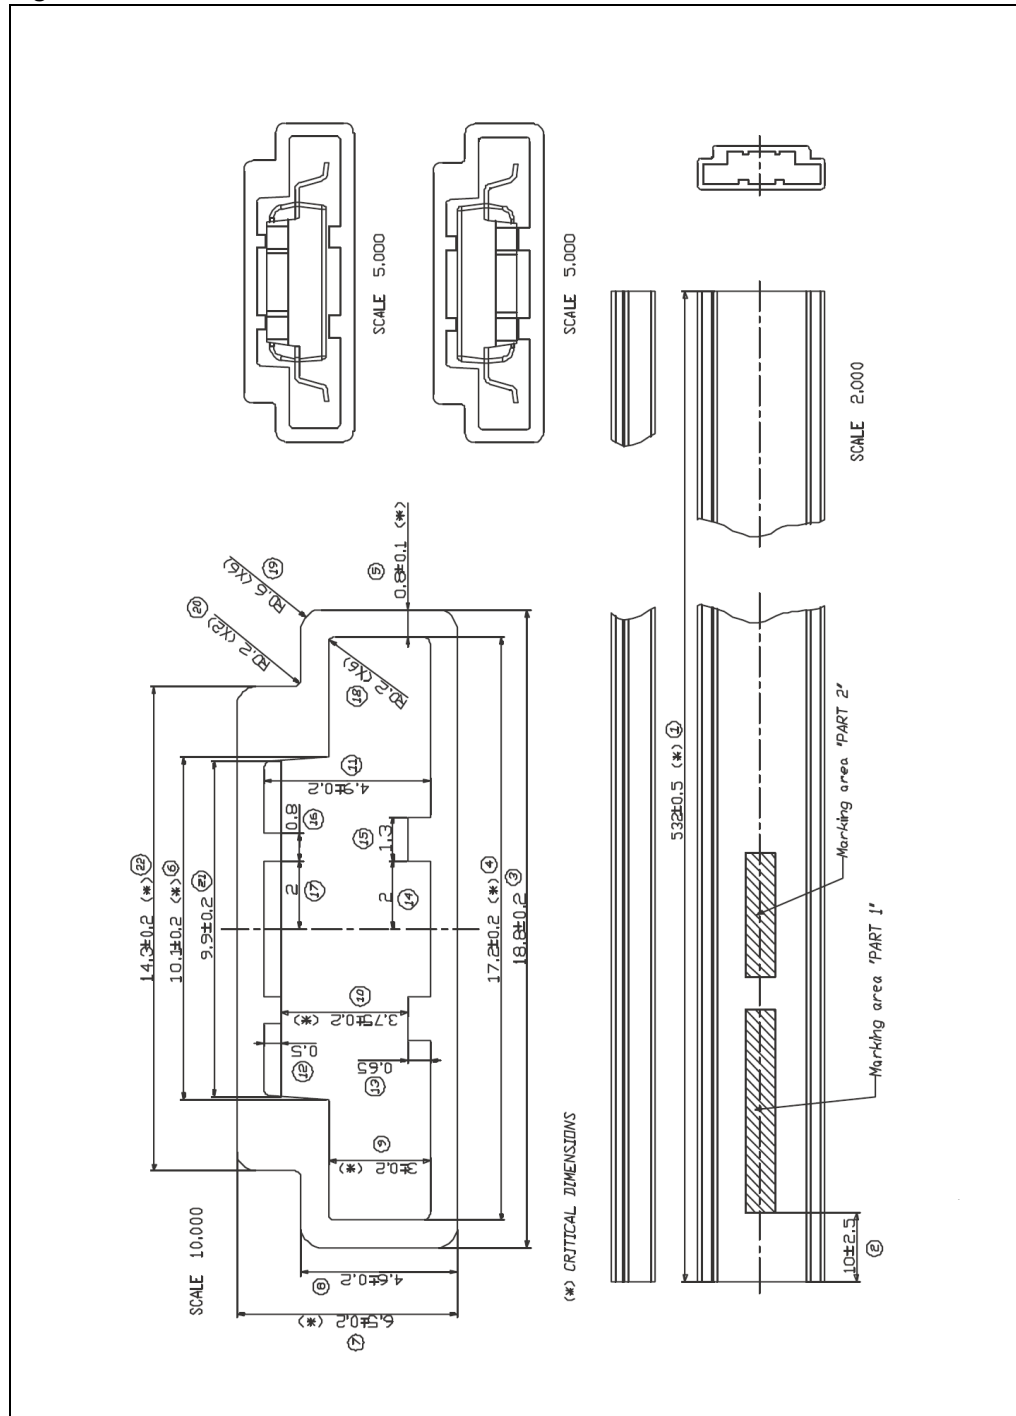 SCALE 5.000
SCALE 5.000
SCALE 2.000
SCALE 10.000
R0.6 (X6) 19
R0.2 (X2) 20
5
0.8±0.1 (*)
R0.2 (X6)
18
14.3±0.2 (*) 22
10.1±0.2 (*) 6
9.9±0.2 21
4.9±0.2 11
0.8 16
1.3 15
2 17
2 14
17.2±0.2 (*) 4
18.8±0.2 3
3.75±0.2 (*) 10
0.5 12
0.65 13
3±0.2 (*) 9
4.6±0.2 8
6.5±0.2 (*) 7
(*) CRITICAL DIMENSIONS
532±0.5 (*) 1
Marking area 'PART 2'
Marking area 'PART 1'
10±2.5 2